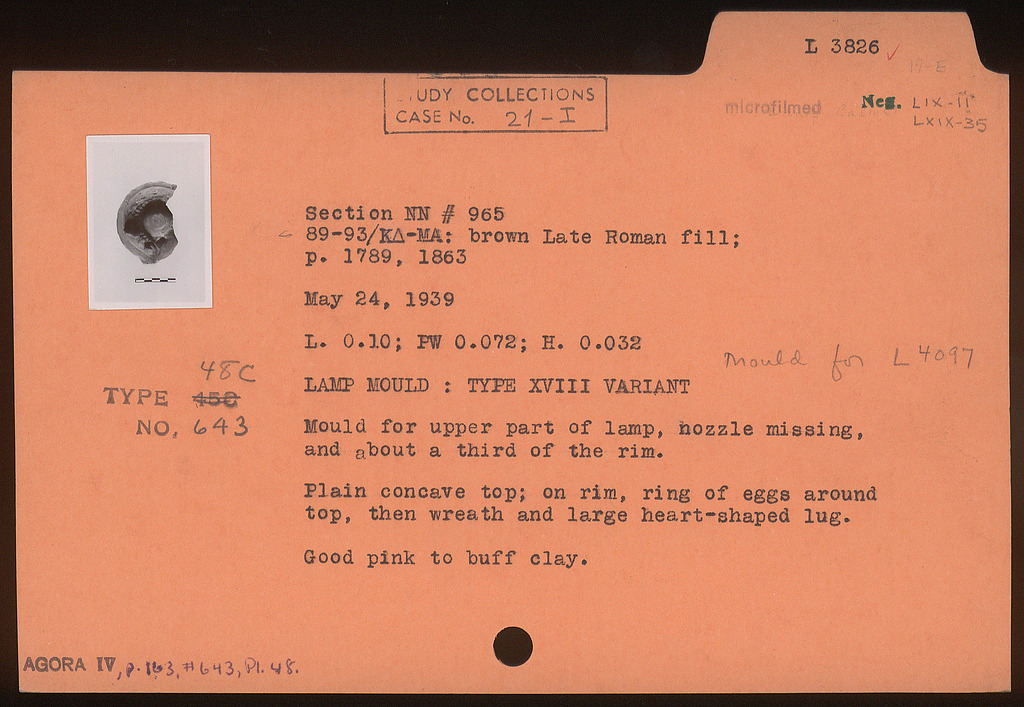 L 3826 ✓
19-E
UDY COLLECTIONS
CASE No. 21-I
microfilmed
Neg. LIX-11
LXIX-35
Section NN # 965
89-93/ΚΔ-ΜΑ: brown Late Roman fill;
p. 1789, 1863
May 24, 1939
L. 0.10; PW 0.072; H. 0.032
Mould for L 4097
48C
TYPE 45C
NO. 643
LAMP MOULD : TYPE XVIII VARIANT
Mould for upper part of lamp, nozzle missing,
and about a third of the rim.
Plain concave top; on rim, ring of eggs around
top, then wreath and large heart-shaped lug.
Good pink to buff clay.
AGORA IV, p. 163, #643, Pl. 48.